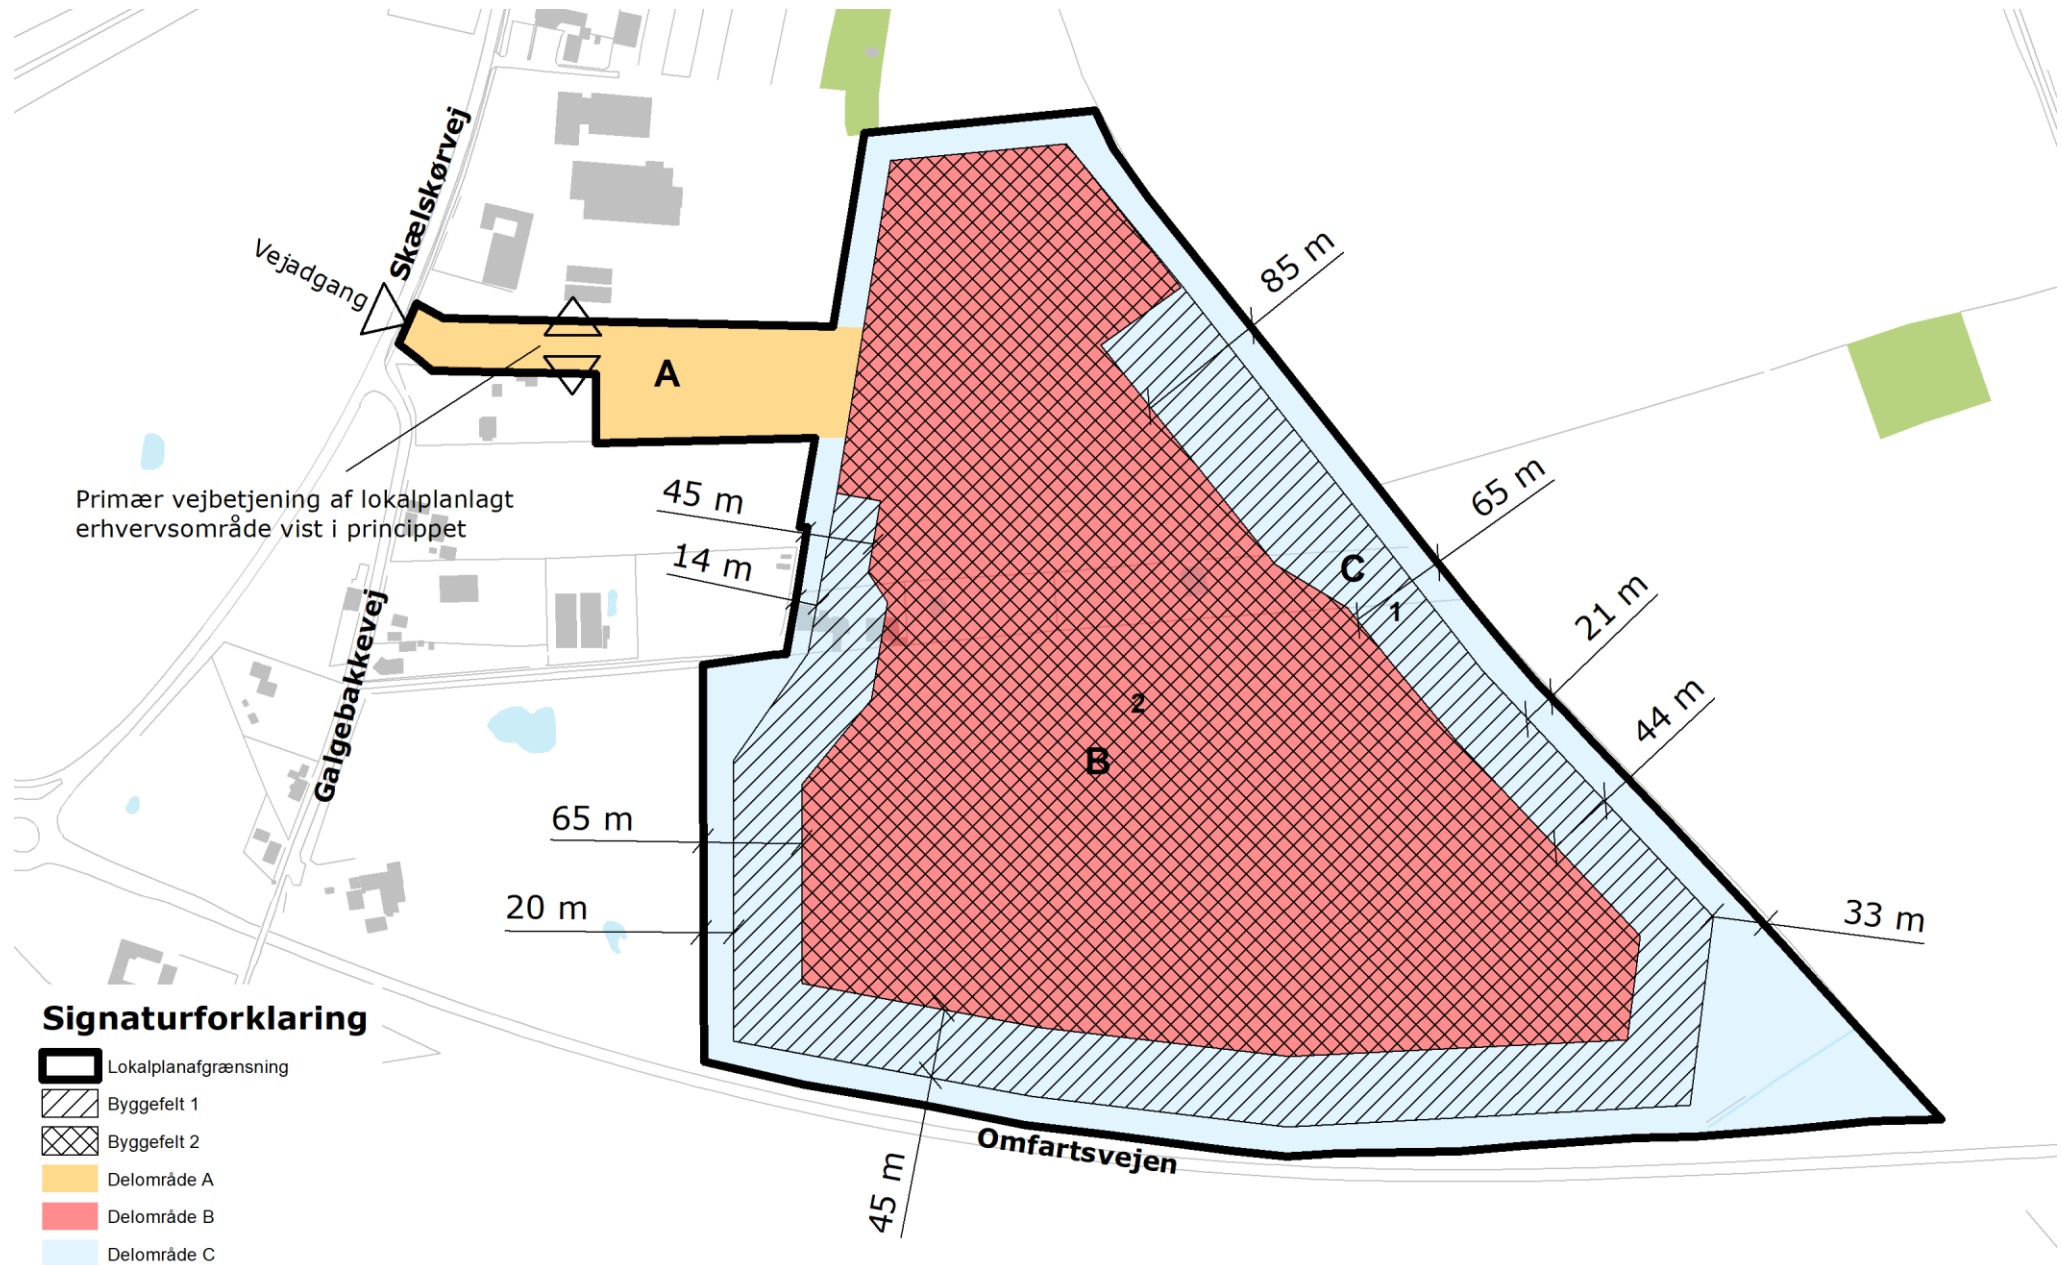 Skælskørvej
Vejadgang
85 m
A
Primær vejbetjening af lokalplanlagt
erhvervsområde vist i princippet
45 m
14 m
65 m
C
1
21 m
2
44 m
B
Galgebakkevej
65 m
20 m
33 m
45 m
Omfartsvejen
Signaturforklaring
Lokalplanafgrænsning
Byggefelt 1
Byggefelt 2
Delområde A
Delområde B
Delområde C